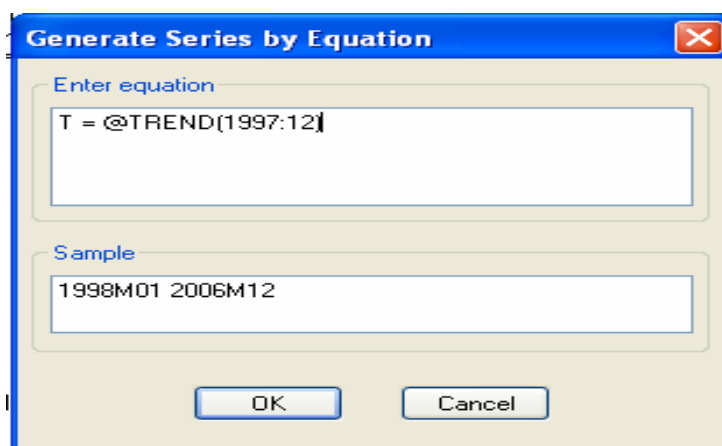 Generate Series by Equation
Enter equation
T = @TREND(1997:12)
Sample
1998M01 2006M12
OK
Cancel